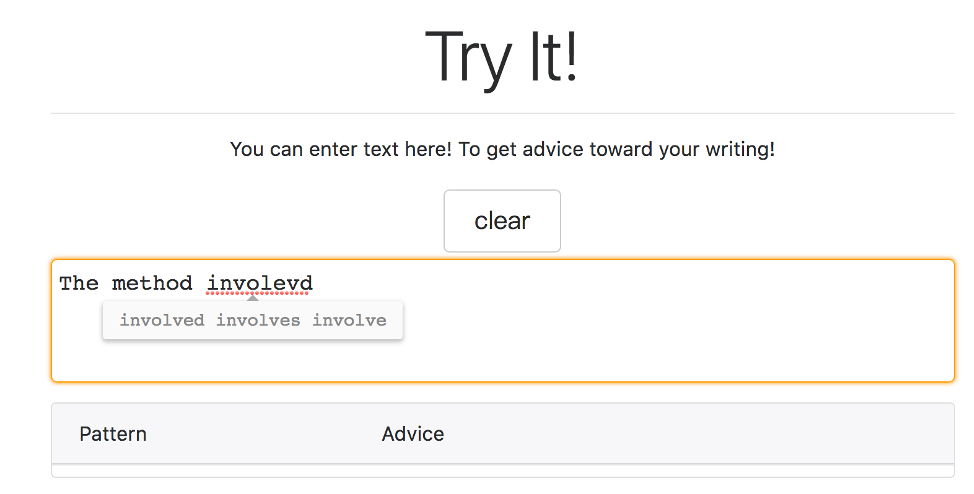 Try It!
You can enter text here! To get advice toward your writing!
clear
The method involevd
involved involves involve
Pattern Advice